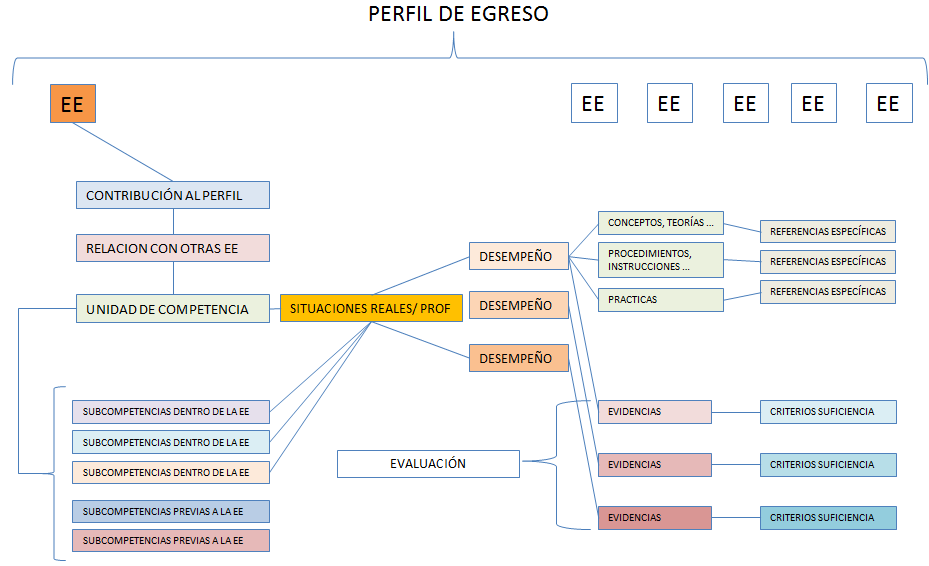 PERFIL DE EGRESO
EE
EE
EE
EE
EE
EE
CONTRIBUCIÓN AL PERFIL
RELACION CON OTRAS EE
UNIDAD DE COMPETENCIA
SITUACIONES REALES/ PROF
DESEMPEÑO
DESEMPEÑO
DESEMPEÑO
CONCEPTOS, TEORÍAS ...
PROCEDIMIENTOS,
INSTRUCCIONES ...
PRACTICAS
REFERENCIAS ESPECÍFICAS
REFERENCIAS ESPECÍFICAS
REFERENCIAS ESPECÍFICAS
SUBCOMPETENCIAS DENTRO DE LA EE
SUBCOMPETENCIAS DENTRO DE LA EE
SUBCOMPETENCIAS DENTRO DE LA EE
SUBCOMPETENCIAS PREVIAS A LA EE
SUBCOMPETENCIAS PREVIAS A LA EE
EVALUACIÓN
EVIDENCIAS
CRITERIOS SUFICIENCIA
EVIDENCIAS
CRITERIOS SUFICIENCIA
EVIDENCIAS
CRITERIOS SUFICIENCIA